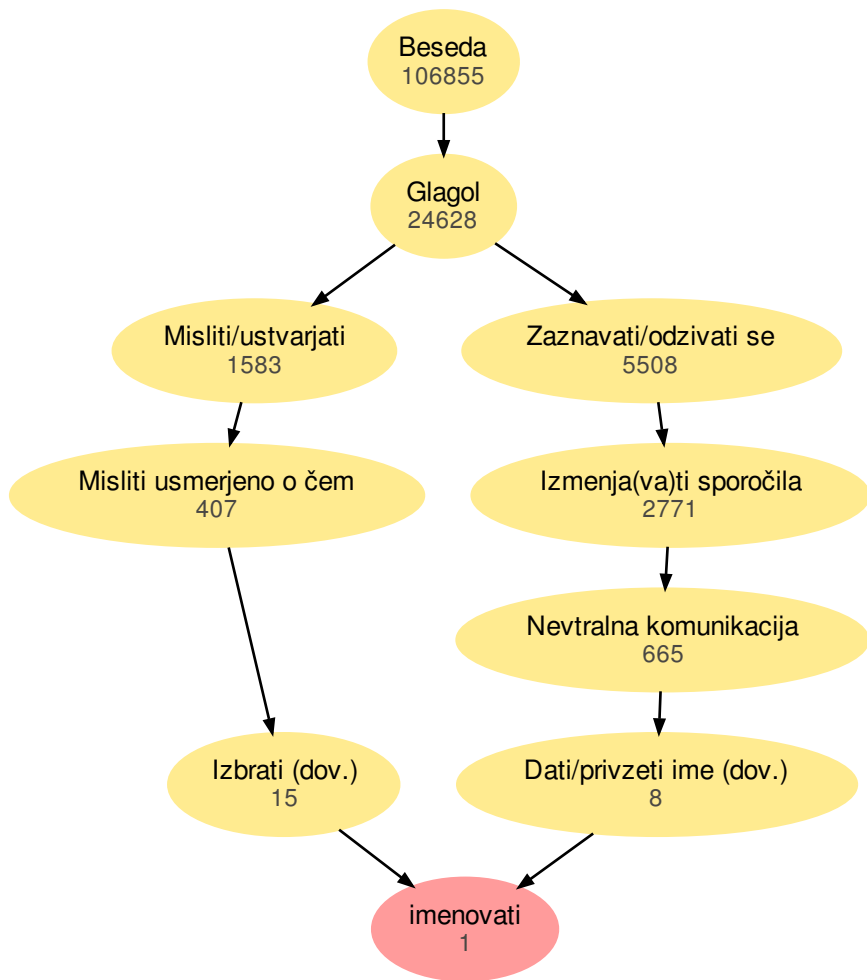 Beseda
106855
Glagol
24628
Misliti/ustvarjati
1583
Zaznavati/odzivati se
5508
Misliti usmerjeno o čem
407
Izmenja(va)ti sporočila
2771
Nevtralna komunikacija
665
Izbrati (dov.)
15
Dati/privzeti ime (dov.)
8
imenovati
1